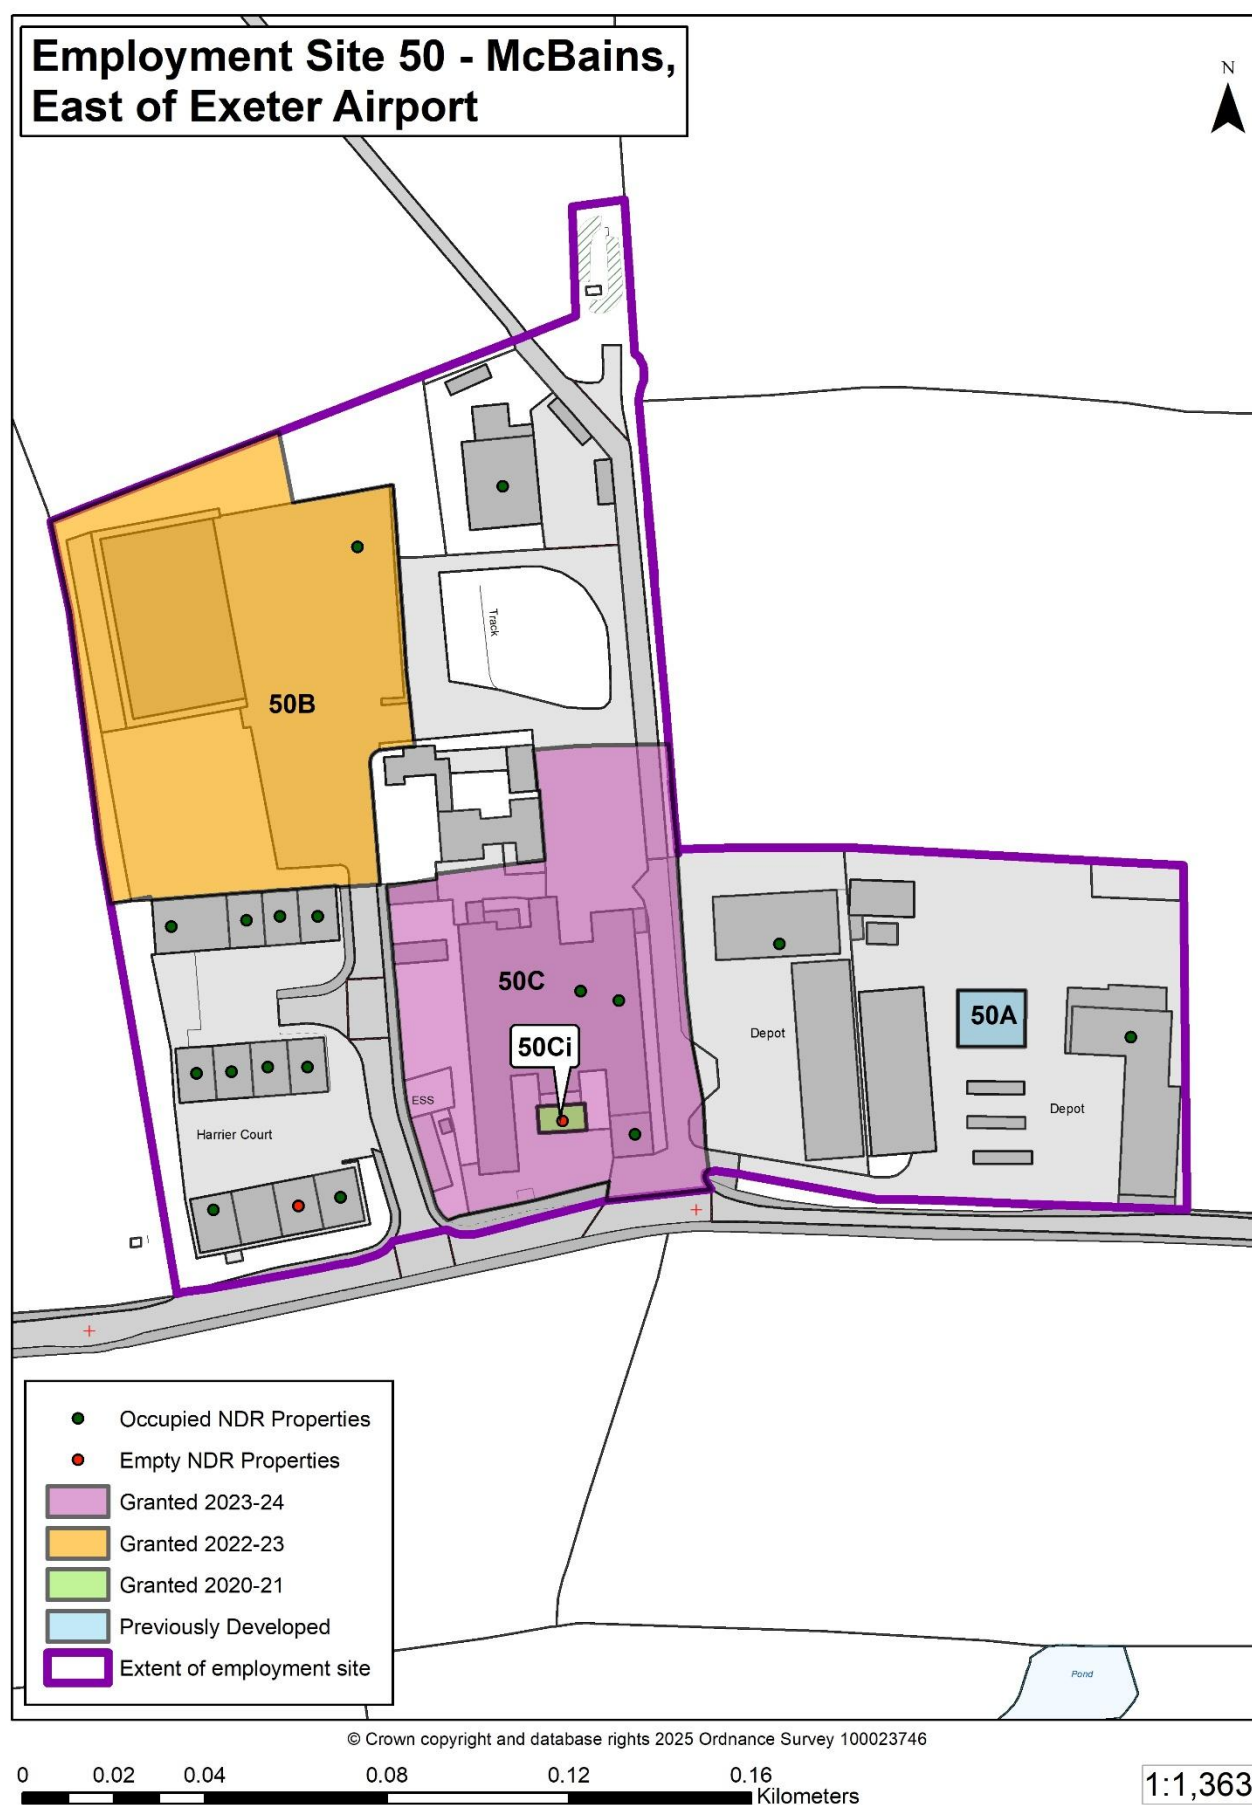 Employment Site 50 - McBains,
East of Exeter Airport
N
Track
50B
50C
50Ci
50A
Depot
Depot
ESS
Harrier Court
Occupied NDR Properties
Empty NDR Properties
Granted 2023-24
Granted 2022-23
Granted 2020-21
Previously Developed
Extent of employment site
Pond
© Crown copyright and database rights 2025 Ordnance Survey 100023746
0 0.02 0.04 0.08 0.12 0.16
Kilometers
1:1,363